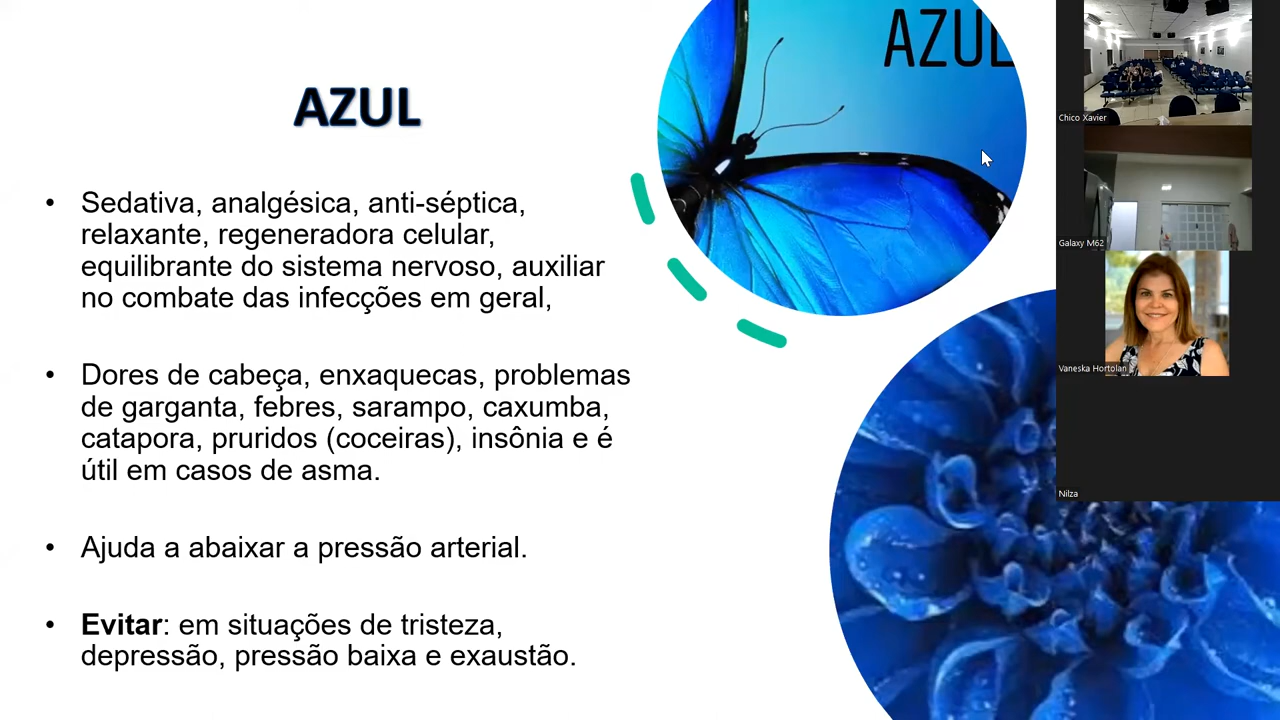 AZUL
AZUL
• Sedativa, analgésica, anti-séptica,
relaxante, regeneradora celular,
equilibrante do sistema nervoso, auxiliar
no combate das infecções em geral,
• Dores de cabeça, enxaquecas, problemas
de garganta, febres, sarampo, caxumba,
catapora, pruridos (coceiras), insônia e é
útil em casos de asma.
• Ajuda a abaixar a pressão arterial.
• Evitar: em situações de tristeza,
depressão, pressão baixa e exaustão.
Chico Xavier
Galaxy M62
Vaneska Hortolan
Nilza